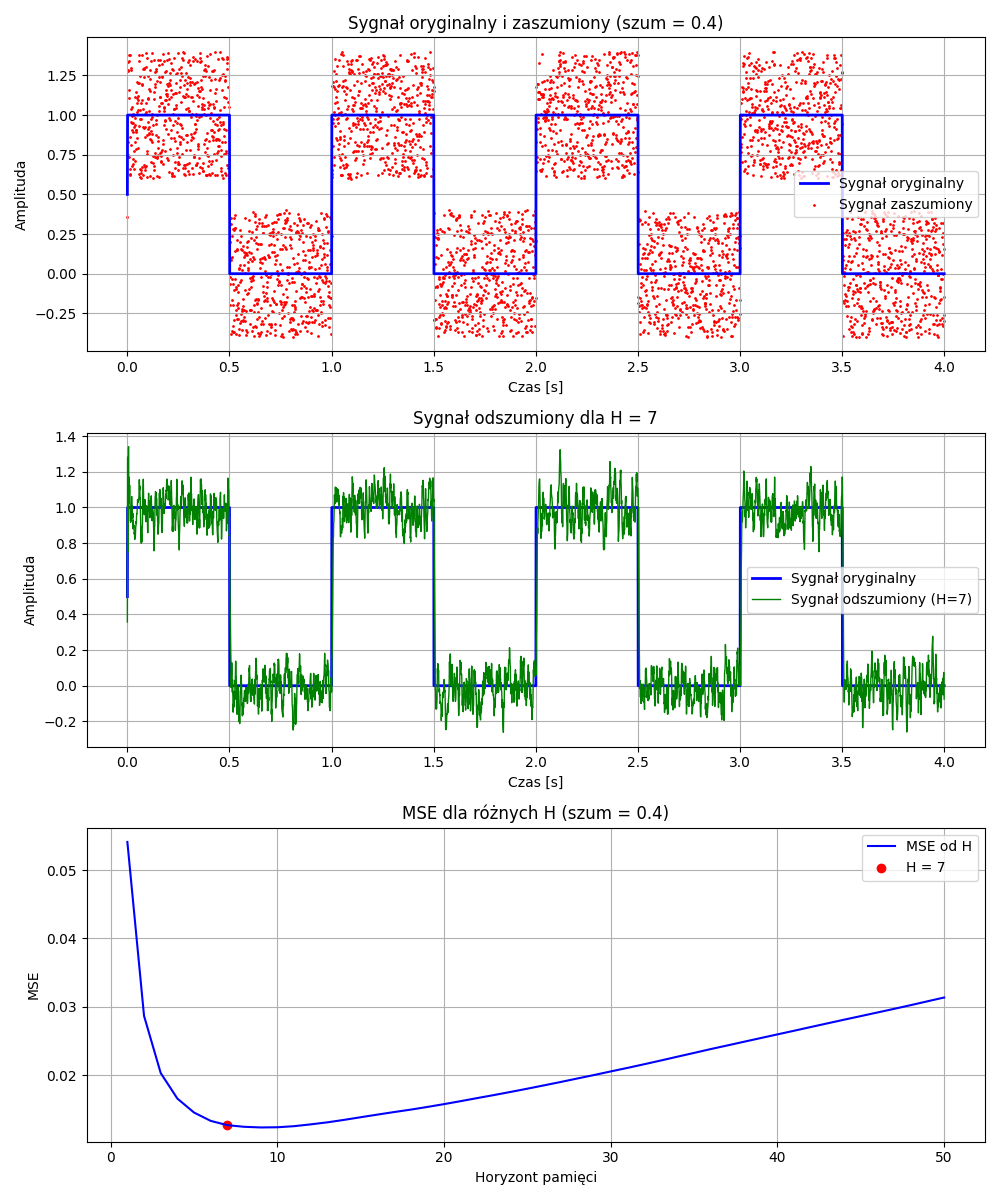 Sygnał oryginalny i zaszumiony (szum = 0.4)
Amplituda
1.25
1.00
0.75
0.50
0.25
0.00
−0.25
Sygnał oryginalny
Sygnał zaszumiony
0.0 0.5 1.0 1.5 2.0 2.5 3.0 3.5 4.0
Czas [s]
Sygnał odszumiony dla H = 7
Amplituda
1.4
1.2
1.0
0.8
0.6
0.4
0.2
0.0
−0.2
Sygnał oryginalny
Sygnał odszumiony (H=7)
0.0 0.5 1.0 1.5 2.0 2.5 3.0 3.5 4.0
Czas [s]
MSE dla różnych H (szum = 0.4)
MSE
0.05
0.04
0.03
0.02
MSE od H
H = 7
0 10 20 30 40 50
Horyzont pamięci